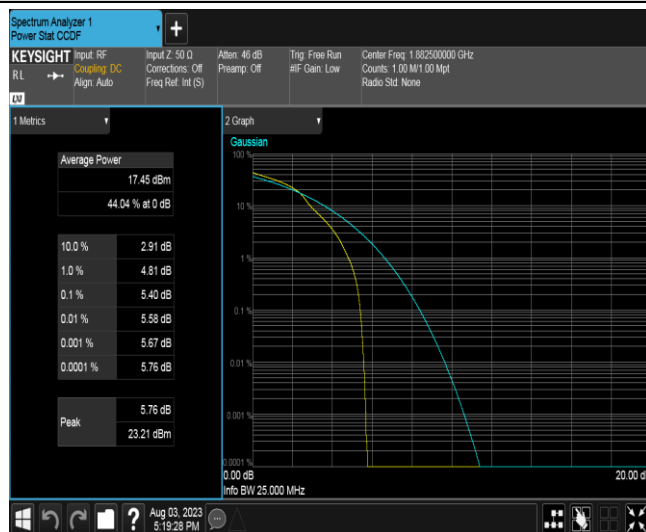 Spectrum Analyzer 1
Power Stat CCDF
+
KEYSIGHT
RL
Input: RF
Coupling: DC
Align: Auto
Input Z: 50 Ω
Corrections: Off
Freq Ref: Int (S)
Atten: 46 dB
Preamp: Off
Trig: Free Run
#IF Gain: Low
Center Freq: 1.882500000 GHz
Counts: 1.00 M/1.00 Mpt
Radio Std: None
LXI
1 Metrics
Average Power
17.45 dBm
44.04 % at 0 dB
10.0 % 2.91 dB
1.0 % 4.81 dB
0.1 % 5.40 dB
0.01 % 5.58 dB
0.001 % 5.67 dB
0.0001 % 5.76 dB
Peak
5.76 dB
23.21 dBm
2 Graph
Gaussian
100 %
10 %
1 %
0.1 %
0.01 %
0.001 %
0.0001 %
0.00 dB
20.00 d
Info BW 25.000 MHz
?
Aug 03, 2023
5:19:28 PM